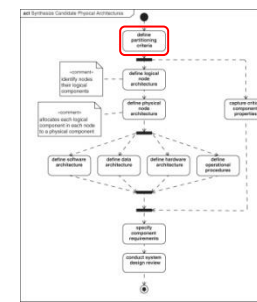 act Synthesize Candidate Physical Architectures
define
partitioning
criteria
«comment»
identify nodes
their logical
components
define logical
node
architecture
«comment»
allocates each logical
component in each node
to a physical component
define physical
node
architecture
capture criti
component
properties
define software
architecture
define data
architecture
define hardware
architecture
define
operational
procedures
specify
component
requirements
conduct system
design review